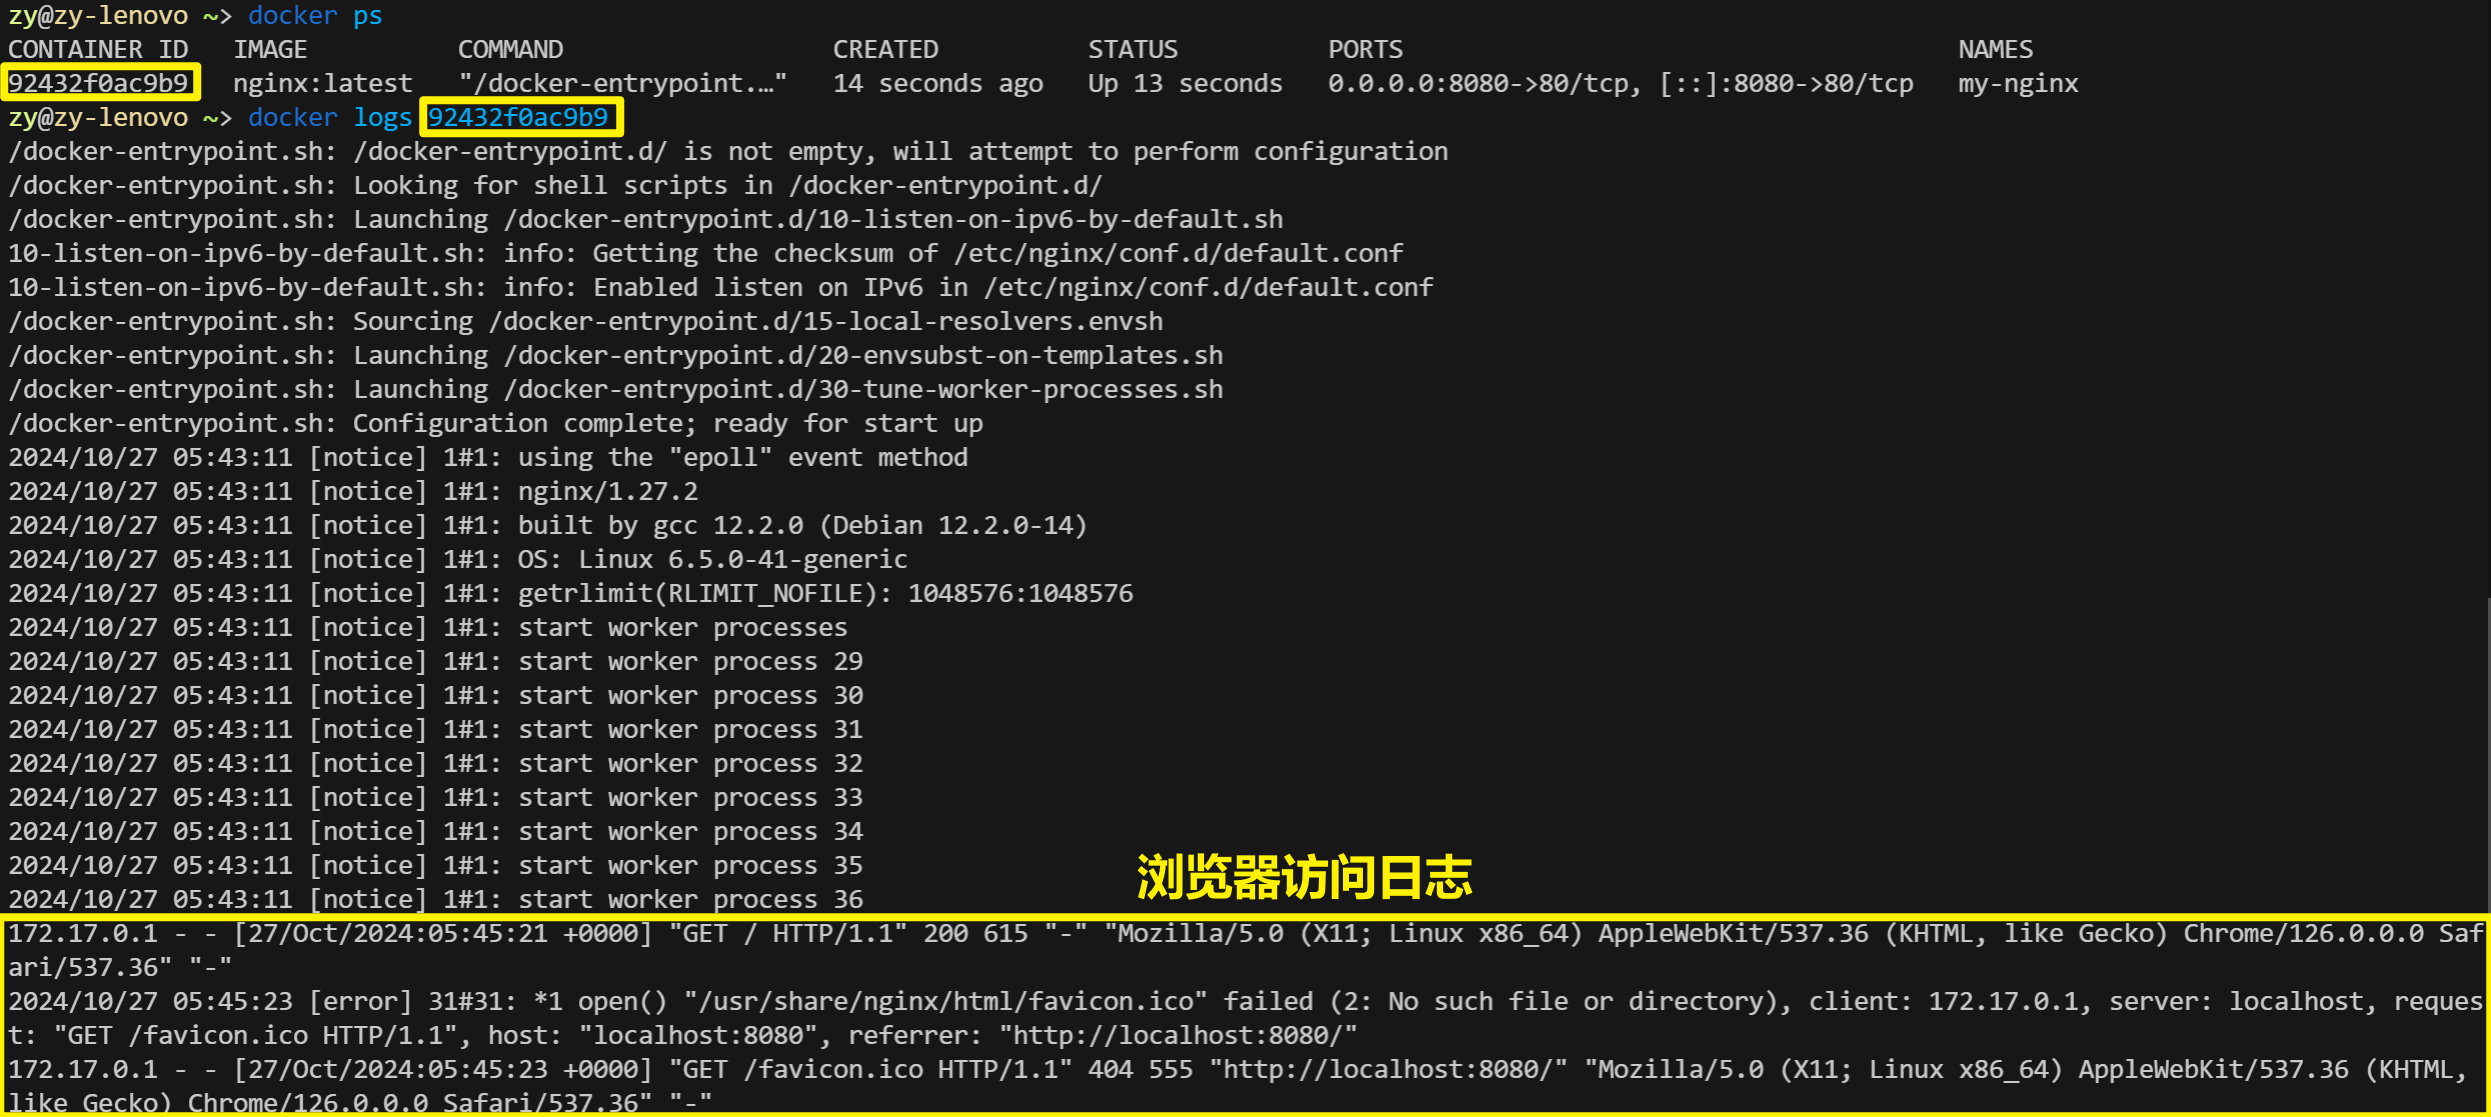 zy@zy-lenovo ~> docker ps
CONTAINER ID   IMAGE          COMMAND                  CREATED          STATUS          PORTS                                     NAMES
92432f0ac9b9   nginx:latest   "/docker-entrypoint.…"   14 seconds ago   Up 13 seconds   0.0.0.0:8080->80/tcp, [::]:8080->80/tcp   my-nginx
zy@zy-lenovo ~> docker logs 92432f0ac9b9
/docker-entrypoint.sh: /docker-entrypoint.d/ is not empty, will attempt to perform configuration
/docker-entrypoint.sh: Looking for shell scripts in /docker-entrypoint.d/
/docker-entrypoint.sh: Launching /docker-entrypoint.d/10-listen-on-ipv6-by-default.sh
10-listen-on-ipv6-by-default.sh: info: Getting the checksum of /etc/nginx/conf.d/default.conf
10-listen-on-ipv6-by-default.sh: info: Enabled listen on IPv6 in /etc/nginx/conf.d/default.conf
/docker-entrypoint.sh: Sourcing /docker-entrypoint.d/15-local-resolvers.envsh
/docker-entrypoint.sh: Launching /docker-entrypoint.d/20-envsubst-on-templates.sh
/docker-entrypoint.sh: Launching /docker-entrypoint.d/30-tune-worker-processes.sh
/docker-entrypoint.sh: Configuration complete; ready for start up
2024/10/27 05:43:11 [notice] 1#1: using the "epoll" event method
2024/10/27 05:43:11 [notice] 1#1: nginx/1.27.2
2024/10/27 05:43:11 [notice] 1#1: built by gcc 12.2.0 (Debian 12.2.0-14)
2024/10/27 05:43:11 [notice] 1#1: OS: Linux 6.5.0-41-generic
2024/10/27 05:43:11 [notice] 1#1: getrlimit(RLIMIT_NOFILE): 1048576:1048576
2024/10/27 05:43:11 [notice] 1#1: start worker processes
2024/10/27 05:43:11 [notice] 1#1: start worker process 29
2024/10/27 05:43:11 [notice] 1#1: start worker process 30
2024/10/27 05:43:11 [notice] 1#1: start worker process 31
2024/10/27 05:43:11 [notice] 1#1: start worker process 32
2024/10/27 05:43:11 [notice] 1#1: start worker process 33
2024/10/27 05:43:11 [notice] 1#1: start worker process 34
2024/10/27 05:43:11 [notice] 1#1: start worker process 35
浏览器访问日志
2024/10/27 05:43:11 [notice] 1#1: start worker process 36
172.17.0.1 - - [27/Oct/2024:05:45:21 +0000] "GET / HTTP/1.1" 200 615 "-" "Mozilla/5.0 (X11; Linux x86_64) AppleWebKit/537.36 (KHTML, like Gecko) Chrome/126.0.0.0 Saf
ari/537.36" "-"
2024/10/27 05:45:23 [error] 31#31: *1 open() "/usr/share/nginx/html/favicon.ico" failed (2: No such file or directory), client: 172.17.0.1, server: localhost, reques
t: "GET /favicon.ico HTTP/1.1", host: "localhost:8080", referrer: "http://localhost:8080/"
172.17.0.1 - - [27/Oct/2024:05:45:23 +0000] "GET /favicon.ico HTTP/1.1" 404 555 "http://localhost:8080/" "Mozilla/5.0 (X11; Linux x86_64) AppleWebKit/537.36 (KHTML,
like Gecko) Chrome/126.0.0.0 Safari/537.36" "-"